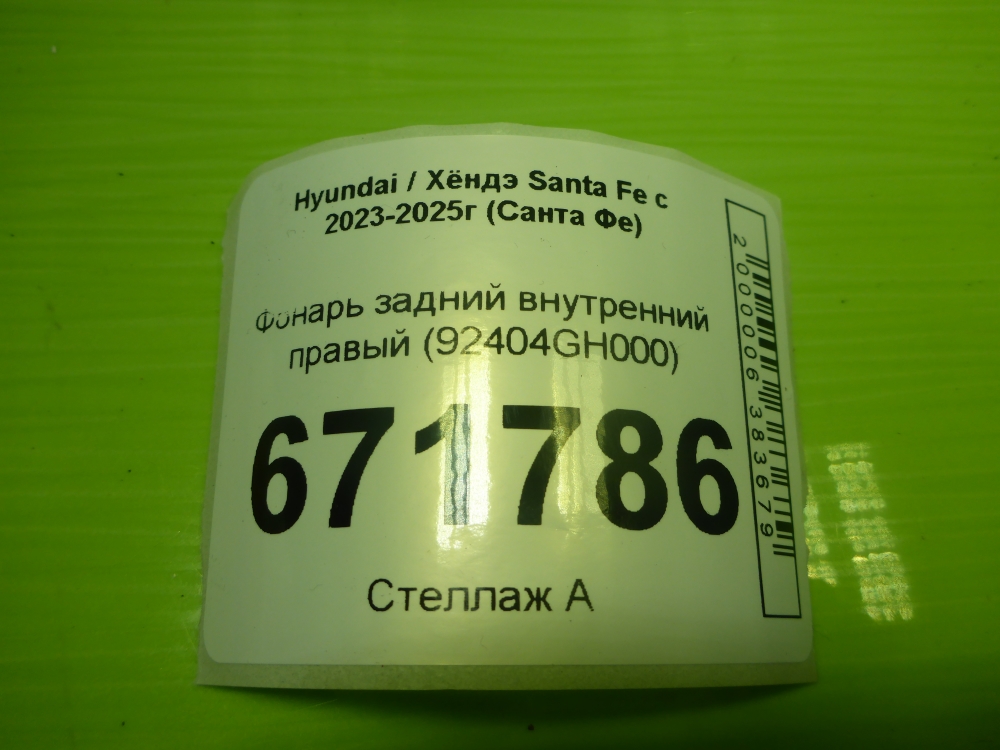 Hyundai / Хёндэ Santa Fe с
2023-2025г (Санта Фе)
Фонарь задний внутренний
правый (92404GH000)
671786
Стеллаж А
2000006383679